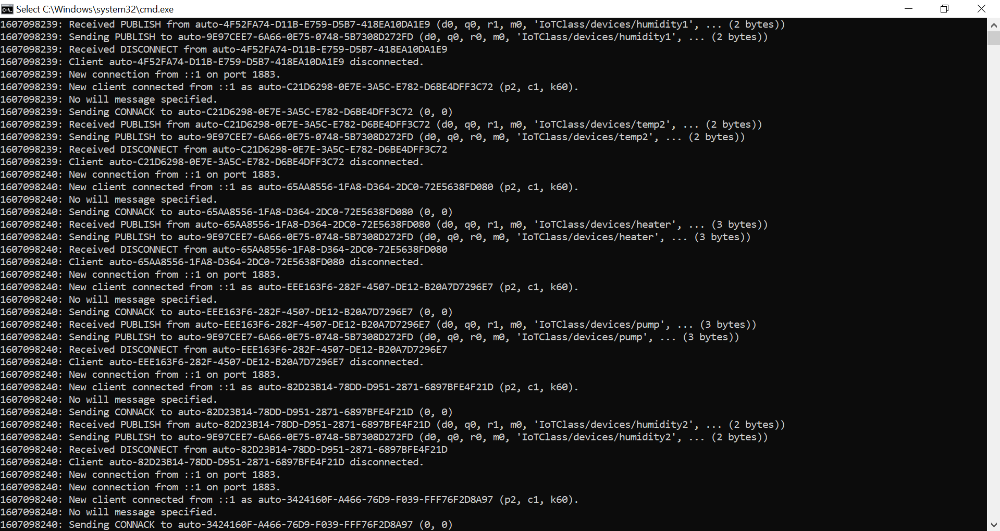 Select C:\Windows\system32\cmd.exe
1607098239: Received PUBLISH from auto-4F52FA74-D11B-E759-D5B7-418EA10DA1E9 (d0, q0, r1, m0, 'IoTClass/devices/humidity1', ... (2 bytes))
1607098239: Sending PUBLISH to auto-9E97CEE7-6A66-0E75-0748-5B7308D272FD (d0, q0, r0, m0, 'IoTClass/devices/humidity1', ... (2 bytes))
1607098239: Received DISCONNECT from auto-4F52FA74-D11B-E759-D5B7-418EA10DA1E9
1607098239: Client auto-4F52FA74-D11B-E759-D5B7-418EA10DA1E9 disconnected.
1607098239: New connection from ::1 on port 1883.
1607098239: New client connected from ::1 as auto-C21D6298-0E7E-3A5C-E782-D6BE4DFF3C72 (p2, c1, k60).
1607098239: No will message specified.
1607098239: Sending CONNACK to auto-C21D6298-0E7E-3A5C-E782-D6BE4DFF3C72 (0, 0)
1607098239: Received PUBLISH from auto-C21D6298-0E7E-3A5C-E782-D6BE4DFF3C72 (d0, q0, r1, m0, 'IoTClass/devices/temp2', ... (2 bytes))
1607098239: Sending PUBLISH to auto-9E97CEE7-6A66-0E75-0748-5B7308D272FD (d0, q0, r0, m0, 'IoTClass/devices/temp2', ... (2 bytes))
1607098239: Received DISCONNECT from auto-C21D6298-0E7E-3A5C-E782-D6BE4DFF3C72
1607098239: Client auto-C21D6298-0E7E-3A5C-E782-D6BE4DFF3C72 disconnected.
1607098240: New connection from ::1 on port 1883.
1607098240: New client connected from ::1 as auto-65AA8556-1FA8-D364-2DC0-72E5638FD080 (p2, c1, k60).
1607098240: No will message specified.
1607098240: Sending CONNACK to auto-65AA8556-1FA8-D364-2DC0-72E5638FD080 (0, 0)
1607098240: Received PUBLISH from auto-65AA8556-1FA8-D364-2DC0-72E5638FD080 (d0, q0, r1, m0, 'IoTClass/devices/heater', ... (3 bytes))
1607098240: Sending PUBLISH to auto-9E97CEE7-6A66-0E75-0748-5B7308D272FD (d0, q0, r0, m0, 'IoTClass/devices/heater', ... (3 bytes))
1607098240: Received DISCONNECT from auto-65AA8556-1FA8-D364-2DC0-72E5638FD080
1607098240: Client auto-65AA8556-1FA8-D364-2DC0-72E5638FD080 disconnected.
1607098240: New connection from ::1 on port 1883.
1607098240: New client connected from ::1 as auto-EEE163F6-282F-4507-DE12-B20A7D7296E7 (p2, c1, k60).
1607098240: No will message specified.
1607098240: Sending CONNACK to auto-EEE163F6-282F-4507-DE12-B20A7D7296E7 (0, 0)
1607098240: Received PUBLISH from auto-EEE163F6-282F-4507-DE12-B20A7D7296E7 (d0, q0, r1, m0, 'IoTClass/devices/pump', ... (3 bytes))
1607098240: Sending PUBLISH to auto-9E97CEE7-6A66-0E75-0748-5B7308D272FD (d0, q0, r0, m0, 'IoTClass/devices/pump', ... (3 bytes))
1607098240: Received DISCONNECT from auto-EEE163F6-282F-4507-DE12-B20A7D7296E7
1607098240: Client auto-EEE163F6-282F-4507-DE12-B20A7D7296E7 disconnected.
1607098240: New connection from ::1 on port 1883.
1607098240: New client connected from ::1 as auto-82D23B14-78DD-D951-2871-6897BFE4F21D (p2, c1, k60).
1607098240: No will message specified.
1607098240: Sending CONNACK to auto-82D23B14-78DD-D951-2871-6897BFE4F21D (0, 0)
1607098240: Received PUBLISH from auto-82D23B14-78DD-D951-2871-6897BFE4F21D (d0, q0, r1, m0, 'IoTClass/devices/humidity2', ... (2 bytes))
1607098240: Sending PUBLISH to auto-9E97CEE7-6A66-0E75-0748-5B7308D272FD (d0, q0, r0, m0, 'IoTClass/devices/humidity2', ... (2 bytes))
1607098240: Received DISCONNECT from auto-82D23B14-78DD-D951-2871-6897BFE4F21D
1607098240: Client auto-82D23B14-78DD-D951-2871-6897BFE4F21D disconnected.
1607098240: New connection from ::1 on port 1883.
1607098240: New connection from ::1 on port 1883.
1607098240: New client connected from ::1 as auto-3424160F-A466-76D9-F039-FFF76F2D8A97 (p2, c1, k60).
1607098240: No will message specified.
1607098240: Sending CONNACK to auto-3424160F-A466-76D9-F039-FFF76F2D8A97 (0, 0)